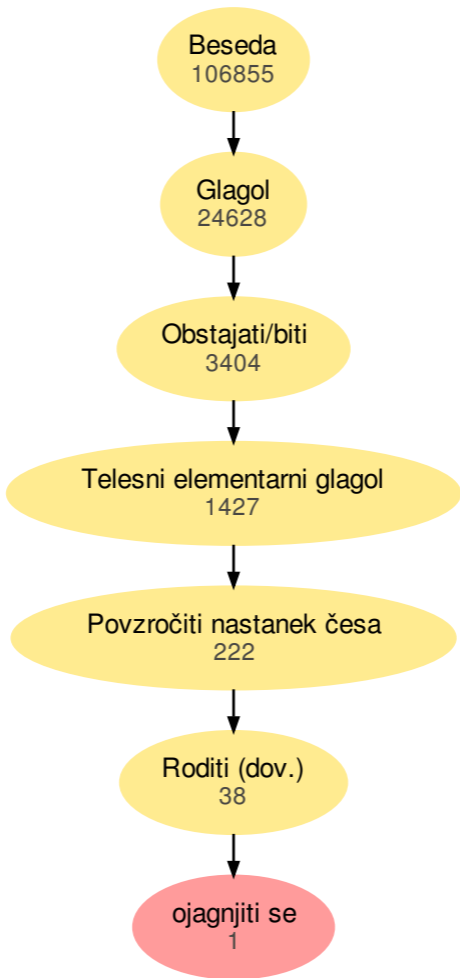 Beseda
106855
Glagol
24628
Obstajati/biti
3404
Telesni elementarni glagol
1427
Povzročiti nastanek česa
222
Roditi (dov.)
38
ojagnjiti se
1